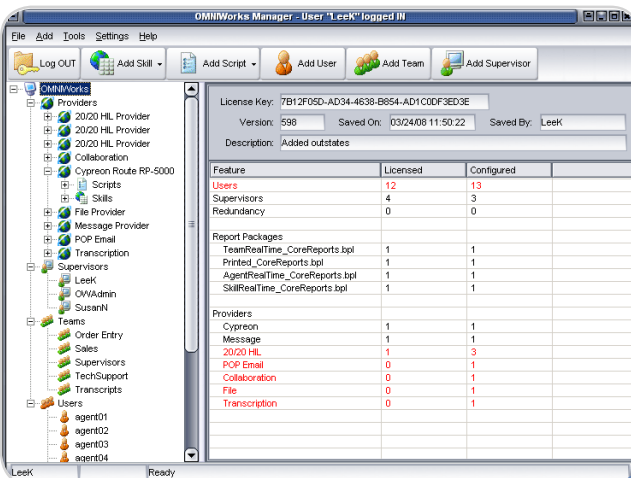 OMNIWorks Manager - User "LeeK" logged IN
File Add Tools Settings Help
Log OUT Add Skill Add Script Add User Add Team Add Supervisor
OMNIWorks
Providers
20/20 HIL Provider
20/20 HIL Provider
20/20 HIL Provider
Collaboration
Cypreon Route RP-5000
Scripts
Skills
File Provider
Message Provider
POP Email
Transcription
Supervisors
LeeK
OWAdmin
SusanN
Teams
Order Entry
Sales
Supervisors
TechSupport
Transcripts
Users
agent01
agent02
agent03
agent04
License Key: 7B12F05D-AD34-4638-B854-AD1C0DF3ED3E
Version: 598 Saved On: 03/24/08 11:50:22 Saved By: LeeK
Description: Added outstates
Feature Licensed Configured
Users 12 13
Supervisors 4 3
Redundancy 0 0
Report Packages
TeamRealTime_CoreReports.bpl 1 1
Printed_CoreReports.bpl 1 1
AgentRealTime_CoreReports.bpl 1 1
SkillRealTime_CoreReports.bpl 1 1
Providers
Cypreon 1 1
Message 1 1
20/20 HIL 1 3
POP Email 0 1
Collaboration 0 1
File 0 1
Transcription 0 1
LeeK Ready